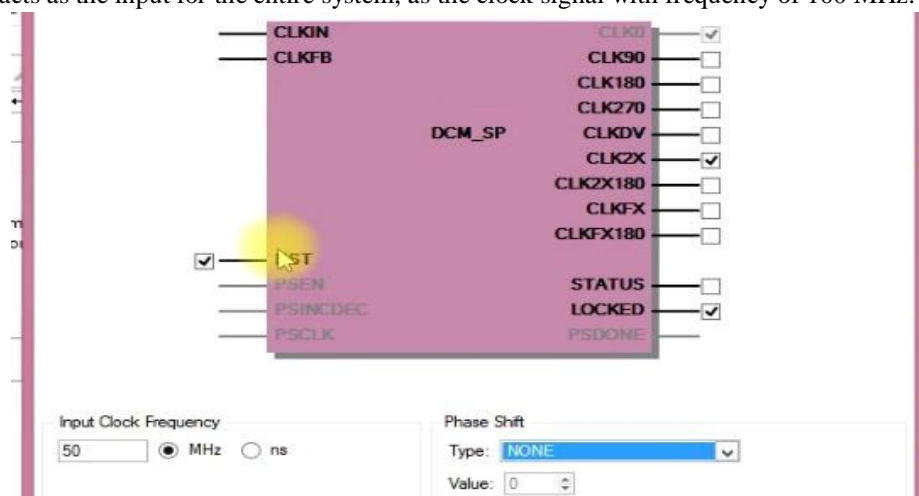 acts as the input for the entire system, as the clock signal with frequency of 100 MHz.
CLKIN CLK0
CLKFB CLK90
CLK180
CLK270
DCM_SP CLKDV
CLK2X
CLK2X180
CLKFX
CLKFX180
PSEN STATUS
PSINCDEC LOCKED
PSCLK PSDONE
Input Clock Frequency Phase Shift
50 MHz ns Type: NONE
Value: 0